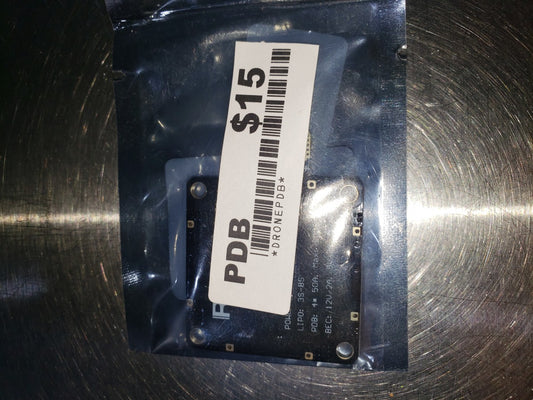 PDB $15
*DRONEPDB*
LIPO: 3S-8S
PDB: 4* 50A
BEC: 12V-2A